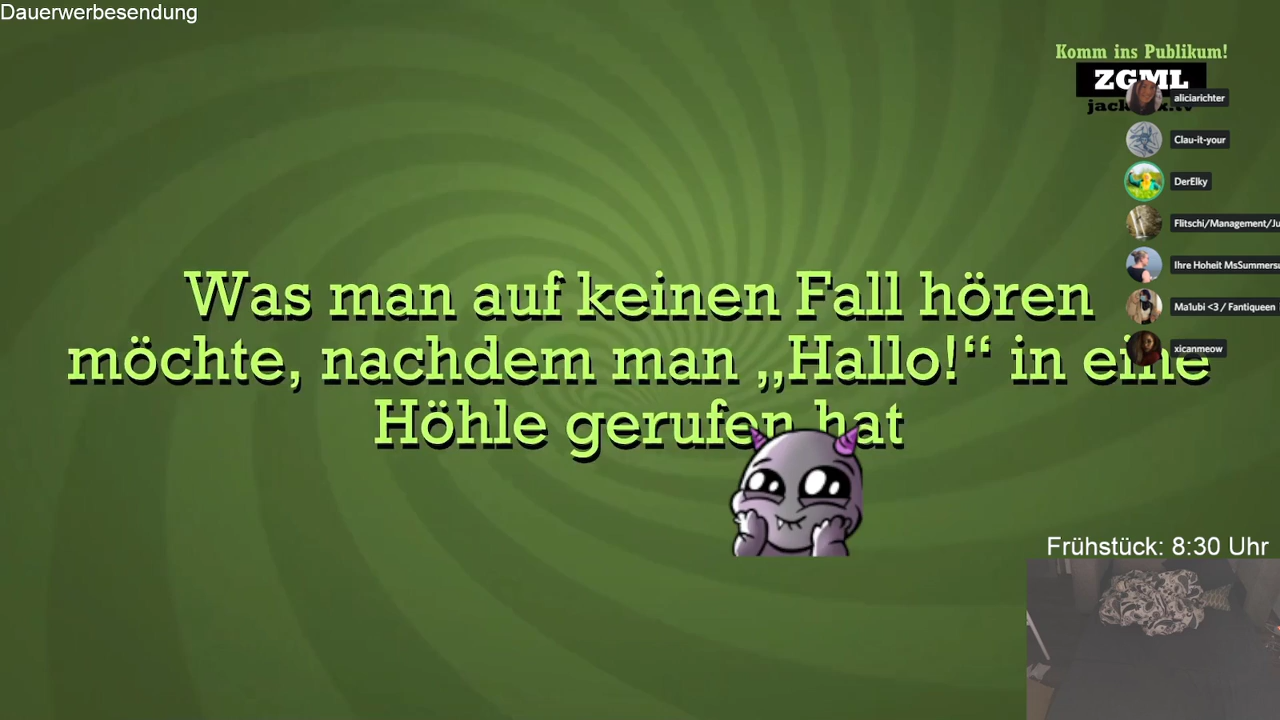 Dauerwerbesendung
Komm ins Publikum!
ZGML
aliciarichter
Clau-it-your
DerElky
Flitschi/Management/Ju
Ihre Hoheit MsSummers
Ma1ubi <3 / Fantiqueen
xicanmeow
Was man auf keinen Fall hören
möchte, nachdem man „Hallo!“ in eine
Höhle gerufen hat
Frühstück: 8:30 Uhr